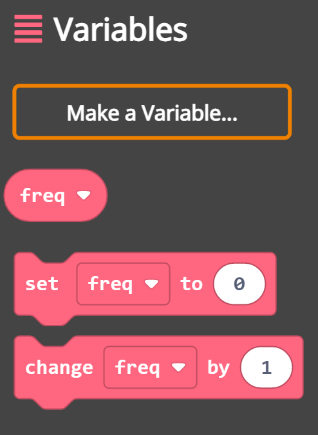 Variables
Make a Variable...
freq
set freq to 0
change freq by 1